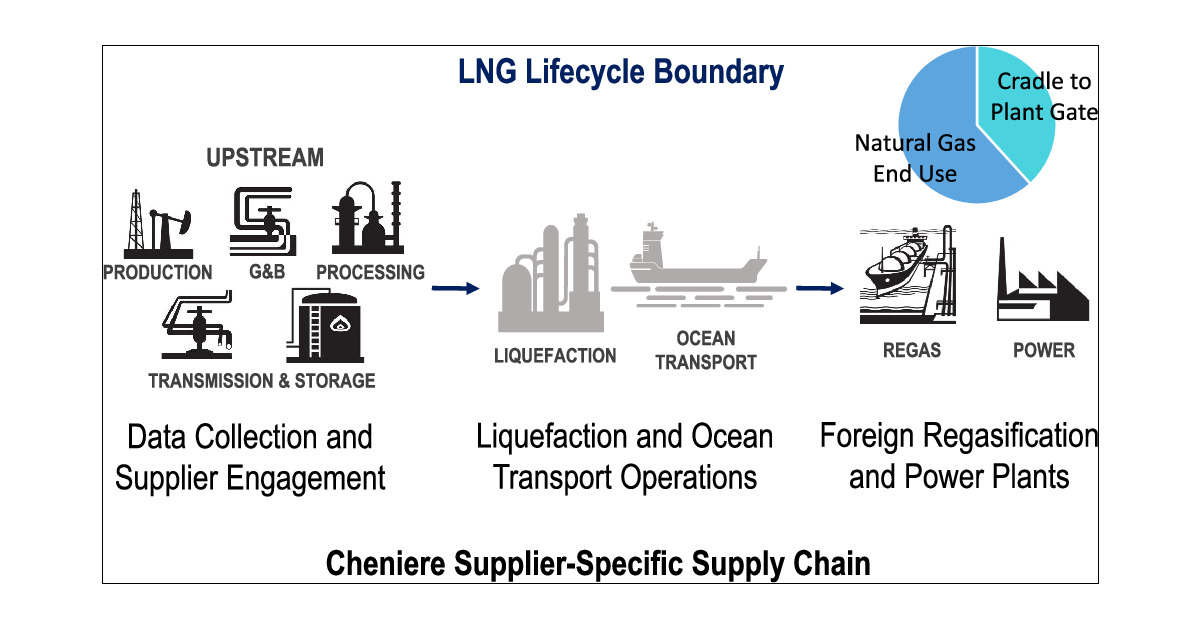 LNG Lifecycle Boundary
Cradle to
Plant Gate
Natural Gas
End Use
UPSTREAM
PRODUCTION
G&B
PROCESSING
TRANSMISSION & STORAGE
LIQUEFACTION
OCEAN
TRANSPORT
REGAS
POWER
Data Collection and
Supplier Engagement
Liquefaction and Ocean
Transport Operations
Foreign Regasification
and Power Plants
Cheniere Supplier-Specific Supply Chain